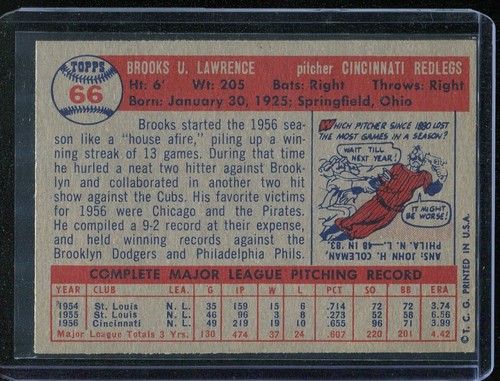 TOPPS
66
BROOKS U. LAWRENCE pitcher CINCINNATI REDLEGS
Ht: 6' Wt: 205 Bats: Right Throws: Right
Born: January 30, 1925; Springfield, Ohio
Brooks started the 1956 sea-
son like a "house afire," piling up a win-
ning streak of 13 games. During that time
he hurled a neat two hitter against Brook-
lyn and collaborated in another two hit
show against the Cubs. His favorite victims
for 1956 were Chicago and the Pirates.
He compiled a 9-2 record at their expense,
and held winning records against the
Brooklyn Dodgers and Philadelphia Phils.
WHICH PITCHER SINCE 1880 LOST
THE MOST GAMES IN A SEASON?
WAIT TILL
NEXT YEAR!
IT MIGHT
BE WORSE!
ANS: JOHN H. COLEMAN,
PHILA. N. L. 48 IN '83.
COMPLETE MAJOR LEAGUE PITCHING RECORD
YEAR CLUB LEA. G IP W L PCT SO BB ERA
1954 St. Louis N. L. 35 159 15 6 .714 72 72 3.74
1955 St. Louis N. L. 46 96 3 8 .273 52 58 6.56
1956 Cincinnati N. L. 49 219 19 10 .655 96 71 3.99
Major League Totals 3 Yrs. 130 474 37 24 .607 220 201 4.42
© T. C. G. PRINTED IN U.S.A.